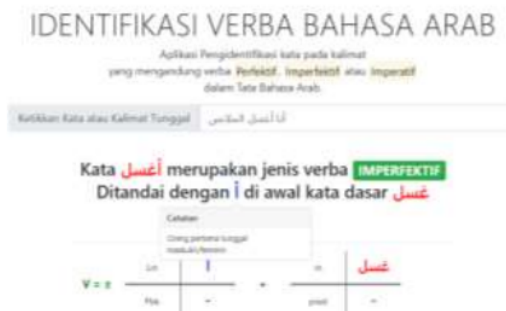 IDENTIFIKASI VERBA BAHASA ARAB
Aplikasi Pengidentifikasi kata pada kalimat
yang mengandung verba Perfektif, Imperfektif atau Imperatif
dalam Tata Bahasa Arab.
Ketikkan Kata atau Kalimat Tunggal أنا أغسل الملابس
Kata أغسل merupakan jenis verba IMPERFEKTIF
Ditandai dengan أ di awal kata dasar غسل
Catatan
Orang pertama tunggal
maskulin/feminin
أ غسل
V =
- -